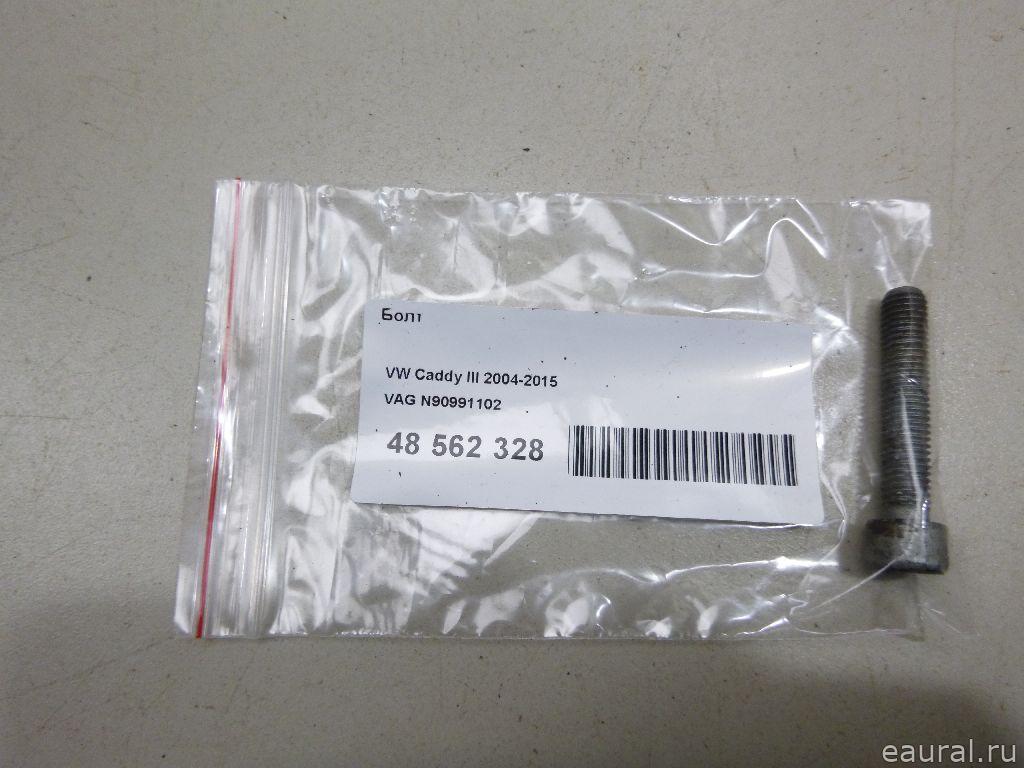 Болт
VW Caddy III 2004-2015
VAG N90991102
48 562 328
eaural.ru